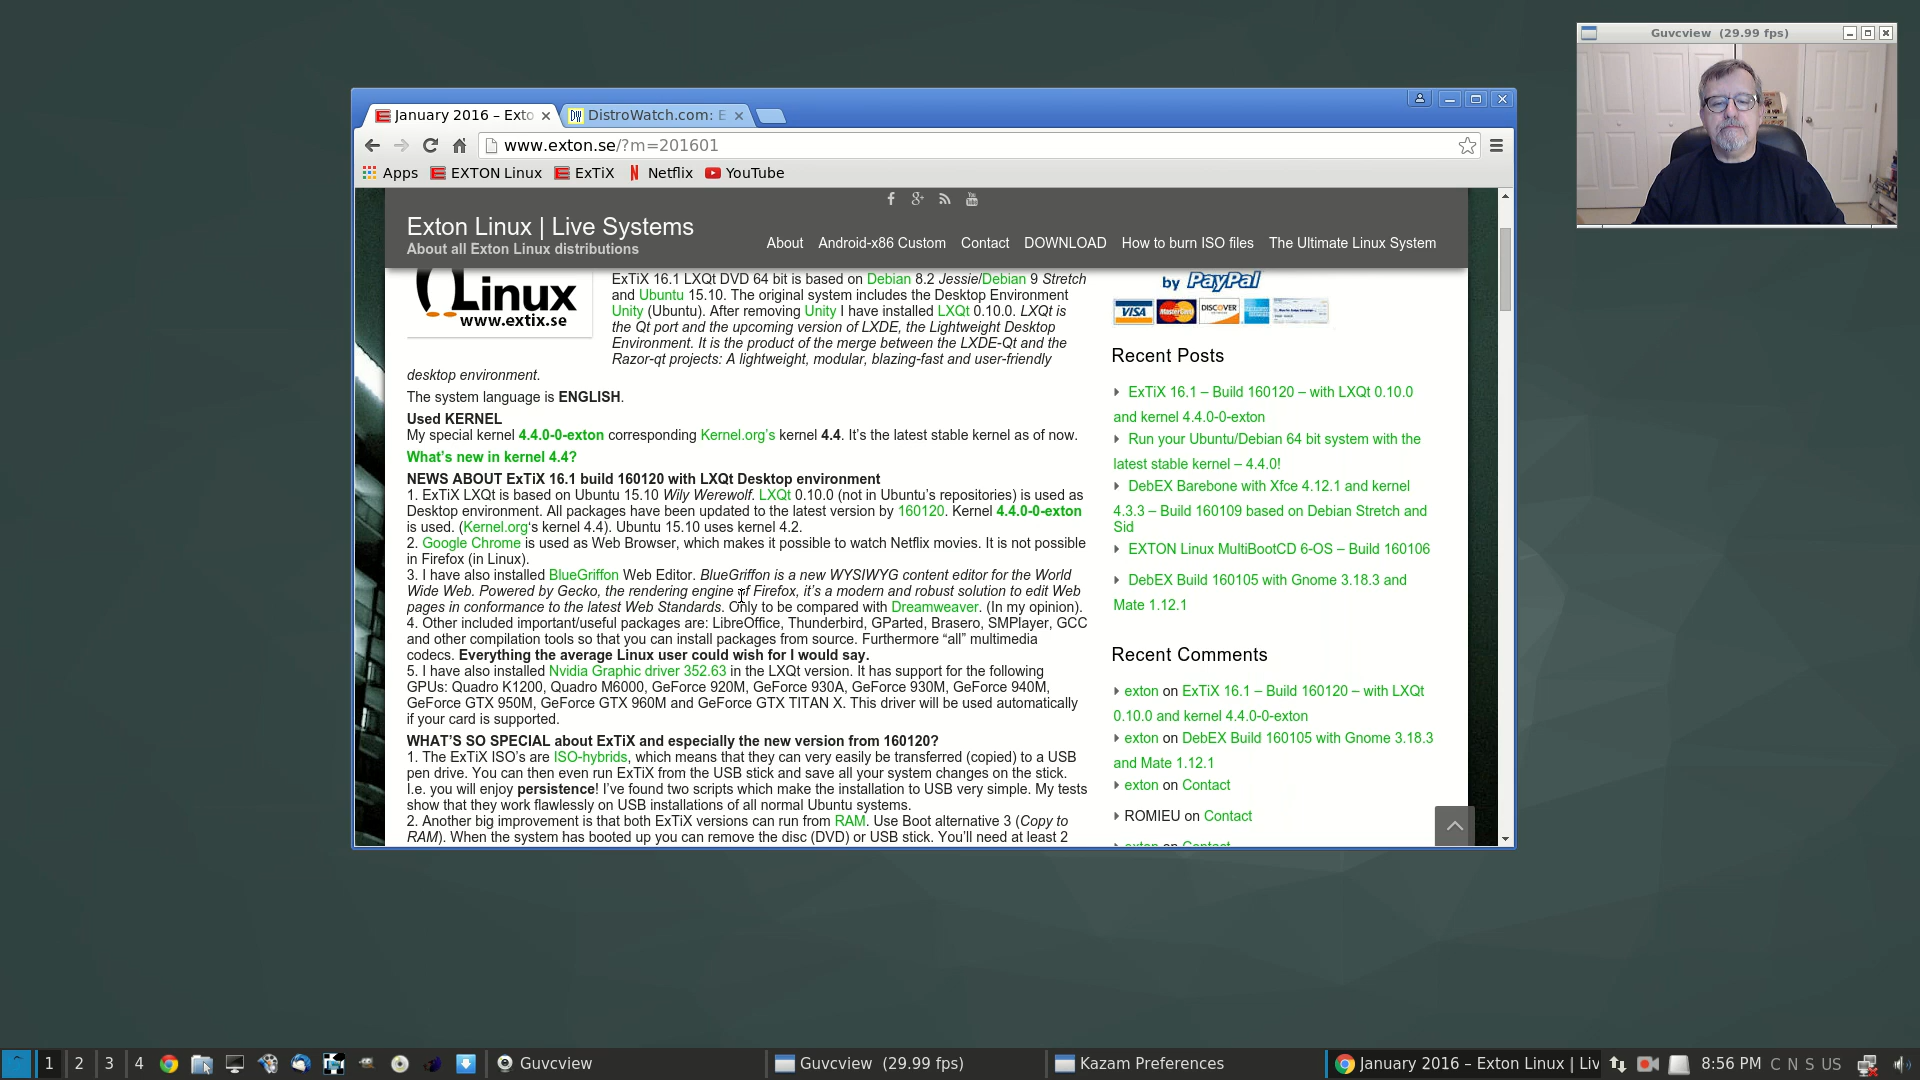 Guvcview (29.99 fps)
January 2016 – Exto
DistroWatch.com: E
www.exton.se/?m=201601
Apps EXTON Linux ExTiX Netflix YouTube
Exton Linux | Live Systems
About all Exton Linux distributions
About Android-x86 Custom Contact DOWNLOAD How to burn ISO files The Ultimate Linux System
Linux
www.extix.se
ExTiX 16.1 LXQt DVD 64 bit is based on Debian 8.2 Jessie/Debian 9 Stretch
and Ubuntu 15.10. The original system includes the Desktop Environment
Unity (Ubuntu). After removing Unity I have installed LXQt 0.10.0. LXQt is
the Qt port and the upcoming version of LXDE, the Lightweight Desktop
Environment. It is the product of the merge between the LXDE-Qt and the
Razor-qt projects: A lightweight, modular, blazing-fast and user-friendly
desktop environment.
The system language is ENGLISH.
Used KERNEL
My special kernel 4.4.0-0-exton corresponding Kernel.org's kernel 4.4. It's the latest stable kernel as of now.
What's new in kernel 4.4?
NEWS ABOUT ExTiX 16.1 build 160120 with LXQt Desktop environment
1. ExTiX LXQt is based on Ubuntu 15.10 Wily Werewolf. LXQt 0.10.0 (not in Ubuntu's repositories) is used as
Desktop environment. All packages have been updated to the latest version by 160120. Kernel 4.4.0-0-exton
is used. (Kernel.org's kernel 4.4). Ubuntu 15.10 uses kernel 4.2.
2. Google Chrome is used as Web Browser, which makes it possible to watch Netflix movies. It is not possible
in Firefox (in Linux).
3. I have also installed BlueGriffon Web Editor. BlueGriffon is a new WYSIWYG content editor for the World
Wide Web. Powered by Gecko, the rendering engine of Firefox, it's a modern and robust solution to edit Web
pages in conformance to the latest Web Standards. Only to be compared with Dreamweaver. (In my opinion).
4. Other included important/useful packages are: LibreOffice, Thunderbird, GParted, Brasero, SMPlayer, GCC
and other compilation tools so that you can install packages from source. Furthermore “all” multimedia
codecs. Everything the average Linux user could wish for I would say.
5. I have also installed Nvidia Graphic driver 352.63 in the LXQt version. It has support for the following
GPUs: Quadro K1200, Quadro M6000, GeForce 920M, GeForce 930A, GeForce 930M, GeForce 940M,
GeForce GTX 950M, GeForce GTX 960M and GeForce GTX TITAN X. This driver will be used automatically
if your card is supported.
WHAT'S SO SPECIAL about ExTiX and especially the new version from 160120?
1. The ExTiX ISO's are ISO-hybrids, which means that they can very easily be transferred (copied) to a USB
pen drive. You can then even run ExTiX from the USB stick and save all your system changes on the stick.
I.e. you will enjoy persistence! I've found two scripts which make the installation to USB very simple. My tests
show that they work flawlessly on USB installations of all normal Ubuntu systems.
2. Another big improvement is that both ExTiX versions can run from RAM. Use Boot alternative 3 (Copy to
RAM). When the system has booted up you can remove the disc (DVD) or USB stick. You'll need at least 2
by PayPal
VISA MasterCard DISCOVER
Recent Posts
ExTiX 16.1 – Build 160120 – with LXQt 0.10.0
and kernel 4.4.0-0-exton
Run your Ubuntu/Debian 64 bit system with the
latest stable kernel – 4.4.0!
DebEX Barebone with Xfce 4.12.1 and kernel
4.3.3 – Build 160109 based on Debian Stretch and
Sid
EXTON Linux MultiBootCD 6-OS – Build 160106
DebEX Build 160105 with Gnome 3.18.3 and
Mate 1.12.1
Recent Comments
exton on ExTiX 16.1 – Build 160120 – with LXQt
0.10.0 and kernel 4.4.0-0-exton
exton on DebEX Build 160105 with Gnome 3.18.3
and Mate 1.12.1
exton on Contact
ROMIEU on Contact
exton on Contact
1 2 3 4 Guvcview Guvcview (29.99 fps) Kazam Preferences January 2016 – Exton Linux | Liv 8:56 PM C N S US